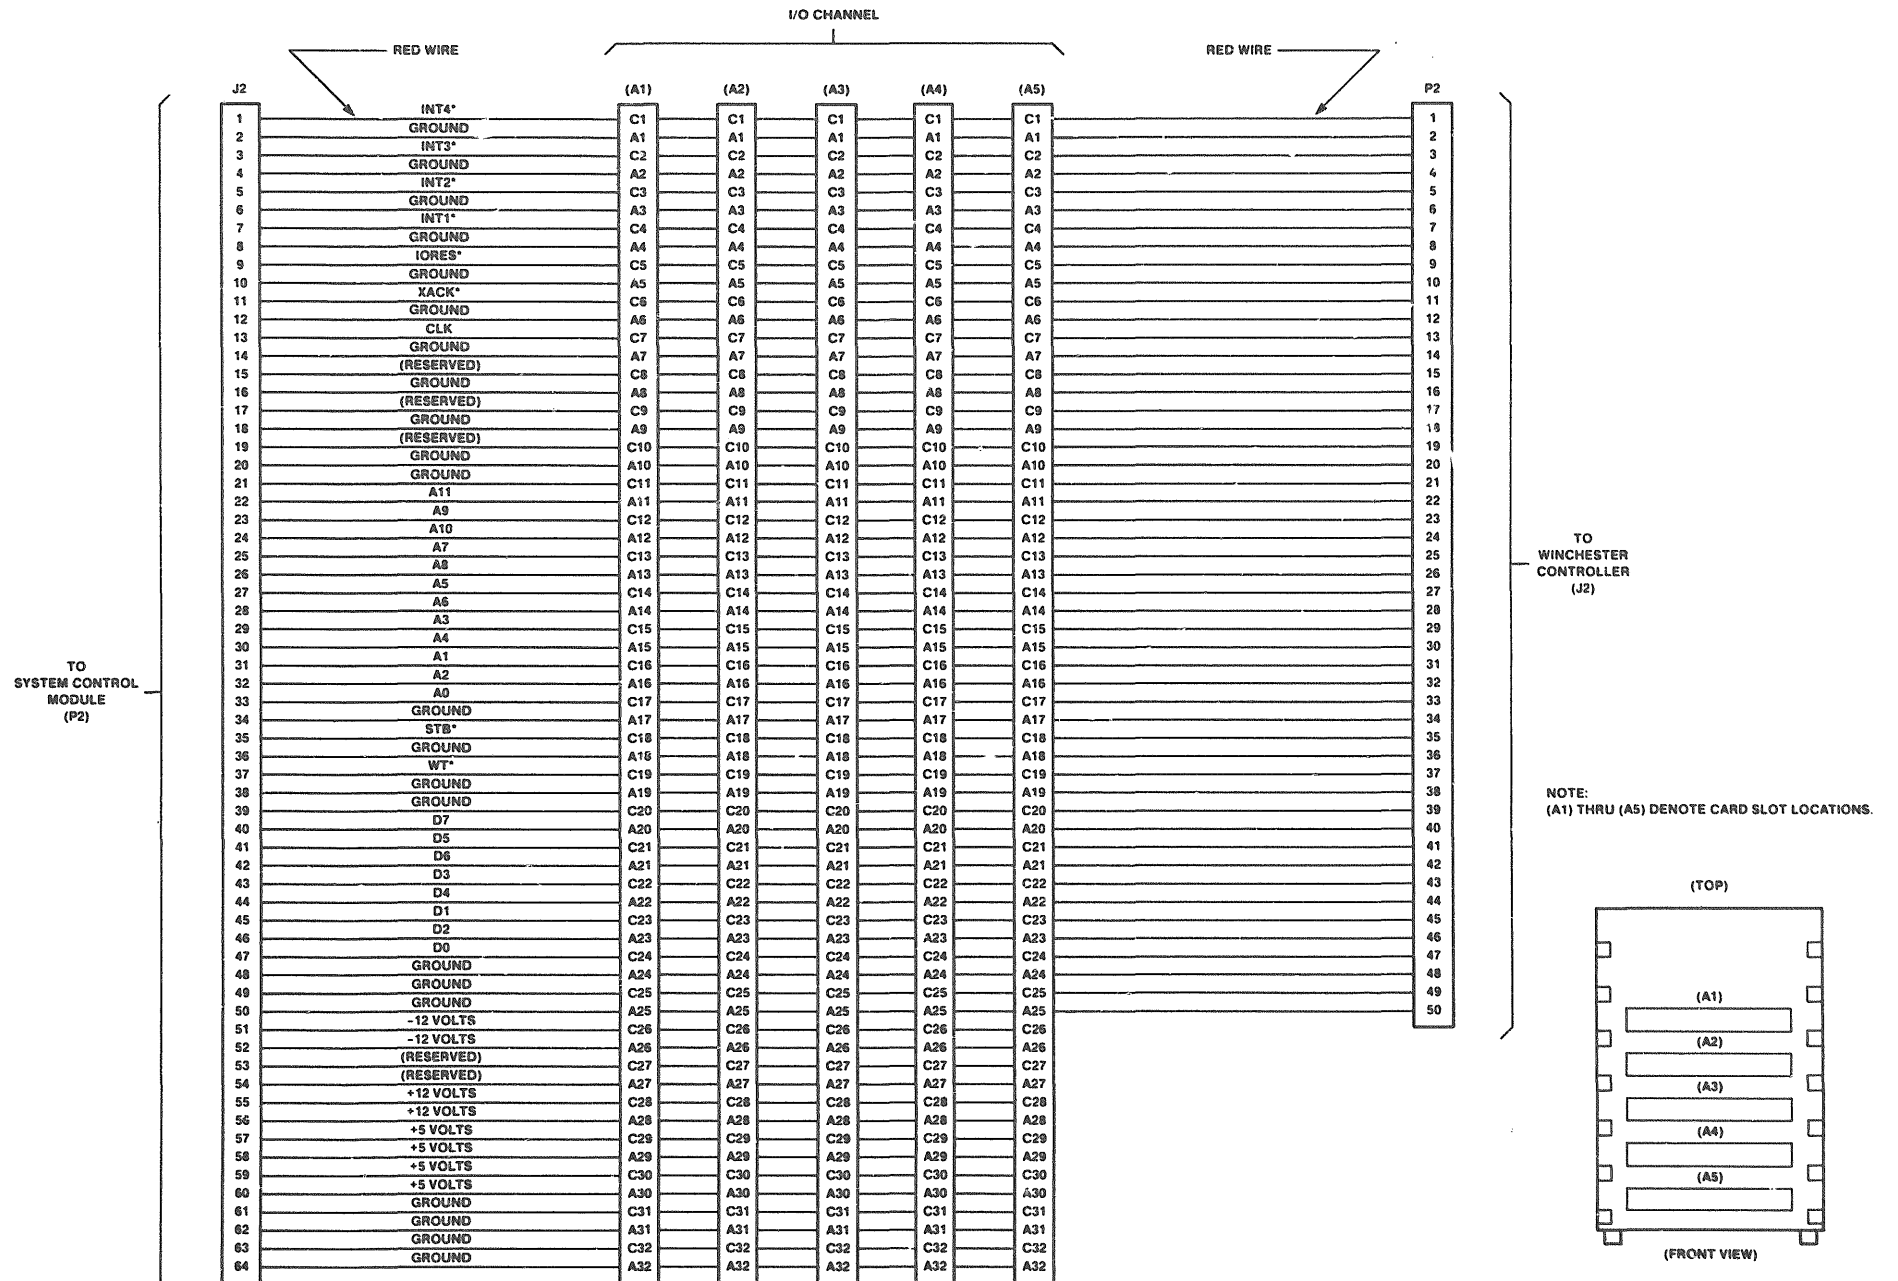 I/O CHANNEL
RED WIRE RED WIRE
J2 (A1) (A2) (A3) (A4) (A5) P2
1 INT4* C1 C1 C1 C1 C1 1
2 GROUND A1 A1 A1 A1 A1 2
3 INT3* C2 C2 C2 C2 C2 3
4 GROUND A2 A2 A2 A2 A2 4
5 INT2* C3 C3 C3 C3 C3 5
6 GROUND A3 A3 A3 A3 A3 6
7 INT1* C4 C4 C4 C4 C4 7
8 GROUND A4 A4 A4 A4 A4 8
9 IORES* C5 C5 C5 C5 C5 9
10 GROUND A5 A5 A5 A5 A5 10
11 XACK* C6 C6 C6 C6 C6 11
12 GROUND A6 A6 A6 A6 A6 12
13 CLK C7 C7 C7 C7 C7 13
14 GROUND A7 A7 A7 A7 A7 14
15 (RESERVED) C8 C8 C8 C8 C8 15
16 GROUND A8 A8 A8 A8 A8 16
17 (RESERVED) C9 C9 C9 C9 C9 17
18 GROUND A9 A9 A9 A9 A9 18
19 (RESERVED) C10 C10 C10 C10 C10 19
20 GROUND A10 A10 A10 A10 A10 20
21 GROUND C11 C11 C11 C11 C11 21
22 A11 A11 A11 A11 A11 A11 22
23 A9 C12 C12 C12 C12 C12 23
24 A10 A12 A12 A12 A12 A12 24
25 A7 C13 C13 C13 C13 C13 25
26 A8 A13 A13 A13 A13 A13 26
27 A5 C14 C14 C14 C14 C14 27
28 A6 A14 A14 A14 A14 A14 28
29 A3 C15 C15 C15 C15 C15 29
30 A4 A15 A15 A15 A15 A15 30
31 A1 C16 C16 C16 C16 C16 31
32 A2 A16 A16 A16 A16 A16 32
33 A0 C17 C17 C17 C17 C17 33
34 GROUND A17 A17 A17 A17 A17 34
35 STB* C18 C18 C18 C18 C18 35
36 GROUND A18 A18 A18 A18 A18 36
37 WT* C19 C19 C19 C19 C19 37
38 GROUND A19 A19 A19 A19 A19 38
39 GROUND C20 C20 C20 C20 C20 39
40 D7 A20 A20 A20 A20 A20 40
41 D5 C21 C21 C21 C21 C21 41
42 D6 A21 A21 A21 A21 A21 42
43 D3 C22 C22 C22 C22 C22 43
44 D4 A22 A22 A22 A22 A22 44
45 D1 C23 C23 C23 C23 C23 45
46 D2 A23 A23 A23 A23 A23 46
47 D0 C24 C24 C24 C24 C24 47
48 GROUND A24 A24 A24 A24 A24 48
49 GROUND C25 C25 C25 C25 C25 49
50 GROUND A25 A25 A25 A25 A25 50
51 -12 VOLTS C26 C26 C26 C26 C26
52 -12 VOLTS A26 A26 A26 A26 A26
53 (RESERVED) C27 C27 C27 C27 C27
54 (RESERVED) A27 A27 A27 A27 A27
55 +12 VOLTS C28 C28 C28 C28 C28
56 +12 VOLTS A28 A28 A28 A28 A28
57 +5 VOLTS C29 C29 C29 C29 C29
58 +5 VOLTS A29 A29 A29 A29 A29
59 +5 VOLTS C30 C30 C30 C30 C30
60 +5 VOLTS A30 A30 A30 A30 A30
61 GROUND C31 C31 C31 C31 C31
62 GROUND A31 A31 A31 A31 A31
63 GROUND C32 C32 C32 C32 C32
64 GROUND A32 A32 A32 A32 A32
TO
SYSTEM CONTROL
MODULE
(P2)
TO
WINCHESTER
CONTROLLER
(J2)
NOTE:
(A1) THRU (A5) DENOTE CARD SLOT LOCATIONS.
(TOP)
(A1)
(A2)
(A3)
(A4)
(A5)
(FRONT VIEW)